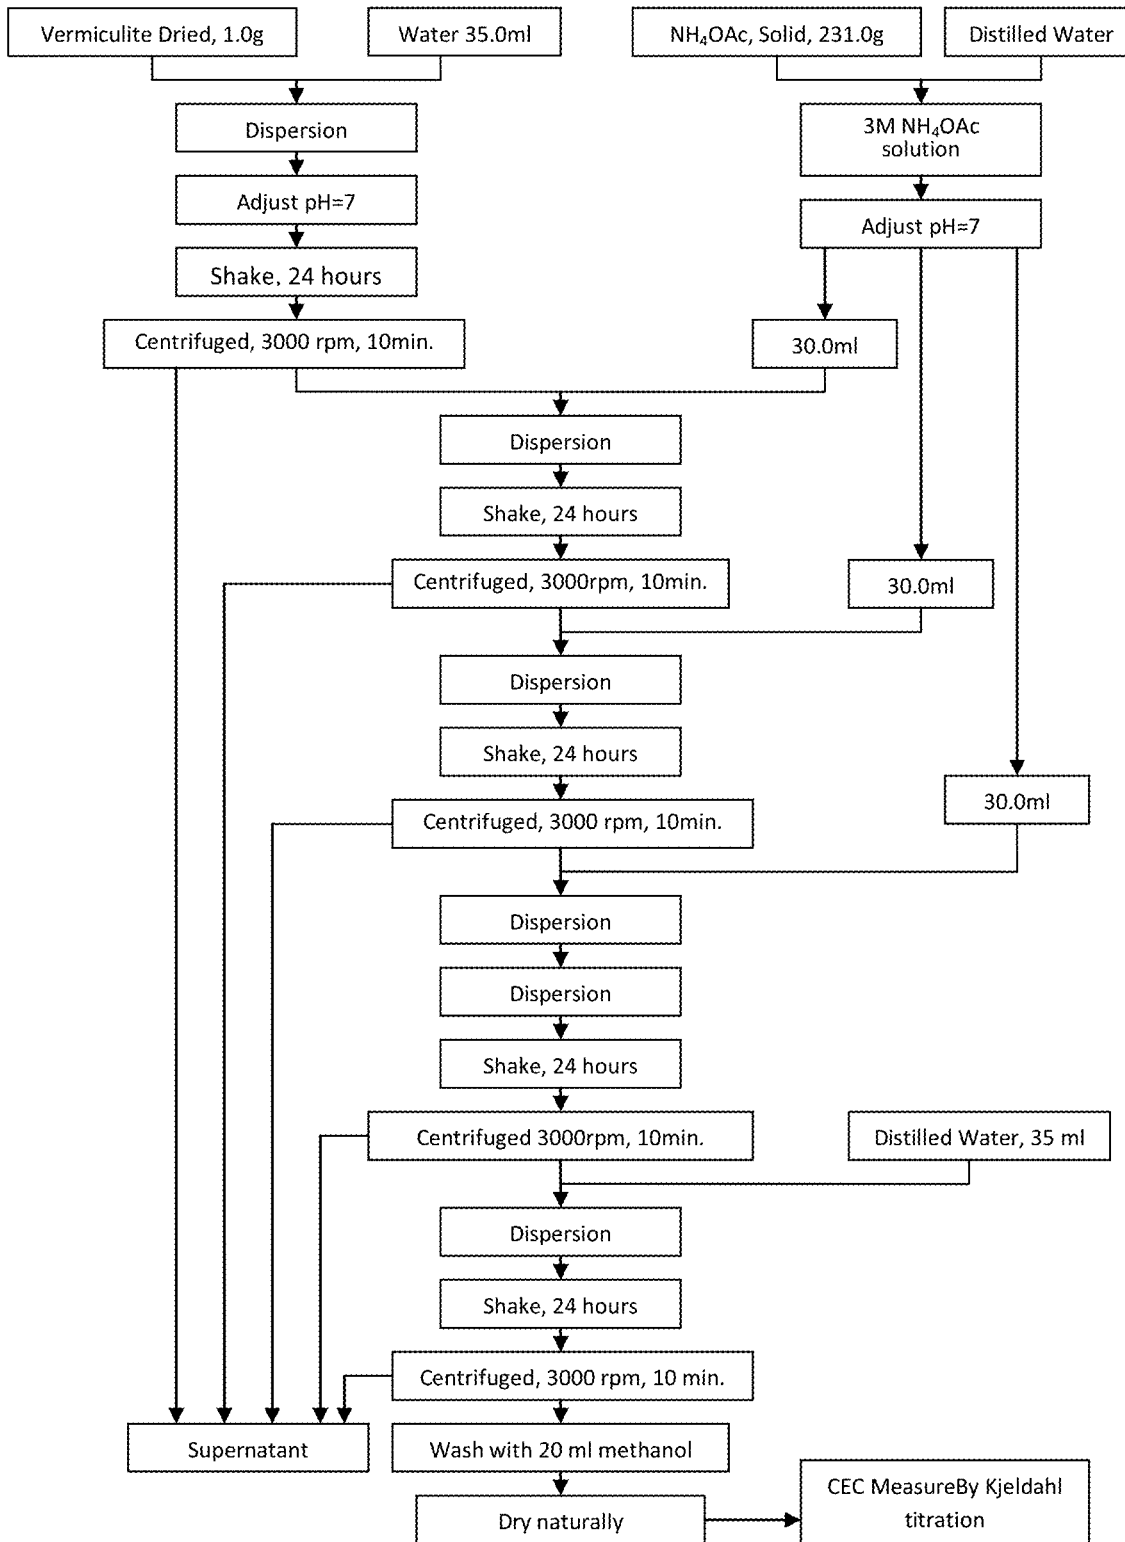 Vermiculite Dried, 1.0g
Water 35.0ml
NH₄OAc, Solid, 231.0g
Distilled Water
Dispersion
3M NH₄OAc
solution
Adjust pH=7
Adjust pH=7
Shake, 24 hours
Centrifuged, 3000 rpm, 10min.
30.0ml
Dispersion
Shake, 24 hours
Centrifuged, 3000rpm, 10min.
30.0ml
Dispersion
Shake, 24 hours
Centrifuged, 3000 rpm, 10min.
30.0ml
Dispersion
Dispersion
Shake, 24 hours
Centrifuged 3000rpm, 10min.
Distilled Water, 35 ml
Dispersion
Shake, 24 hours
Centrifuged, 3000 rpm, 10 min.
Supernatant
Wash with 20 ml methanol
Dry naturally
CEC MeasureBy Kjeldahl
titration